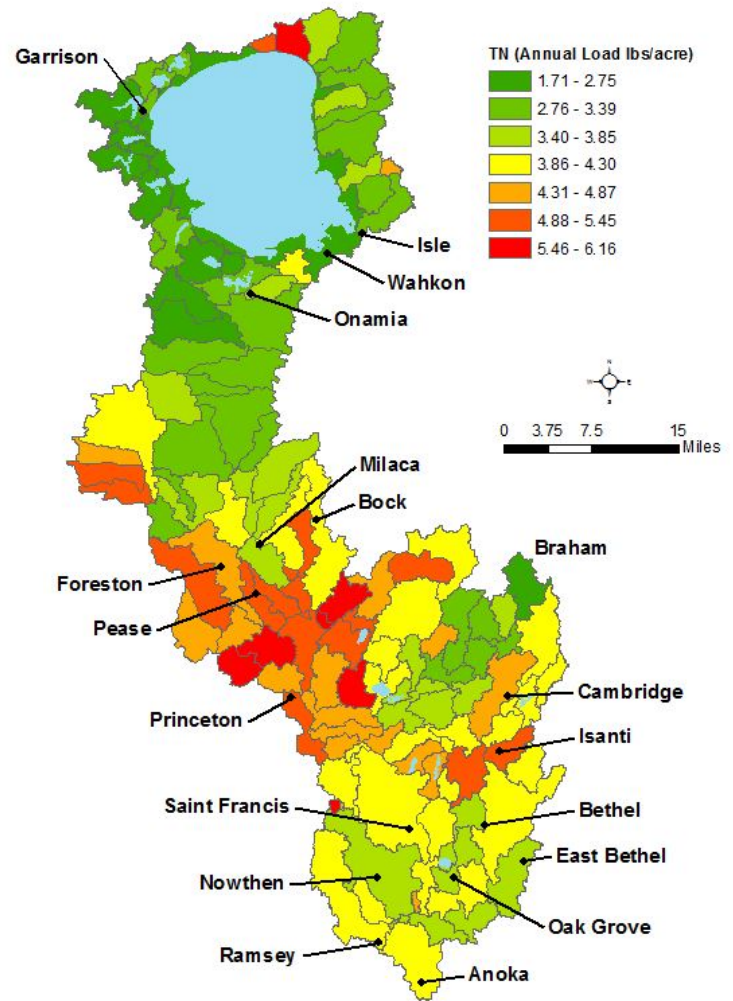 Garrison
TN (Annual Load lbs/acre)
1.71 - 2.75
2.76 - 3.39
3.40 - 3.85
3.86 - 4.30
4.31 - 4.87
4.88 - 5.45
5.46 - 6.16
Isle
Wahkon
Onamia
N
W E
S
0 3.75 7.5 15
Miles
Milaca
Bock
Braham
Foreston
Pease
Cambridge
Princeton
Isanti
Saint Francis
Bethel
East Bethel
Nowthen
Oak Grove
Ramsey
Anoka